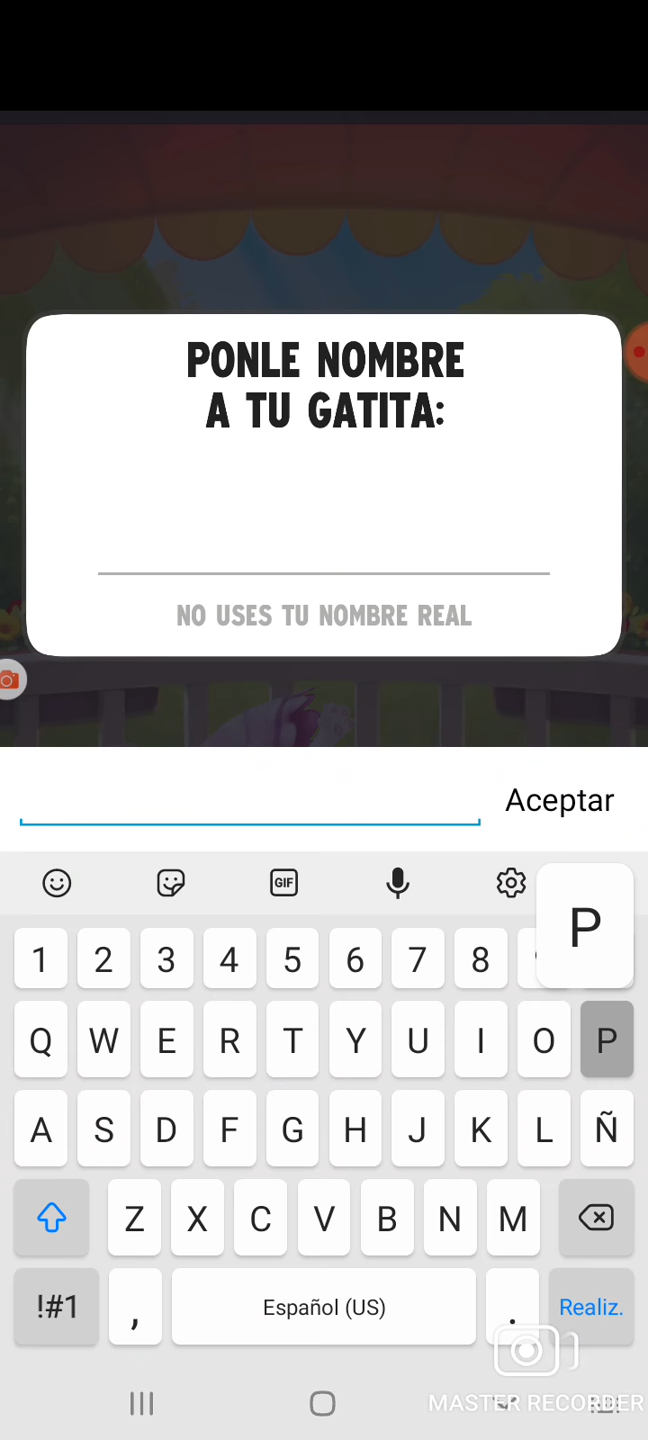 PONLE NOMBRE
A TU GATITA:
NO USES TU NOMBRE REAL
Aceptar
GIF
P
1 2 3 4 5 6 7 8
Q W E R T Y U I O P
A S D F G H J K L Ñ
Z X C V B N M
!#1 , Español (US) . Realiz.
MASTER RECORDER